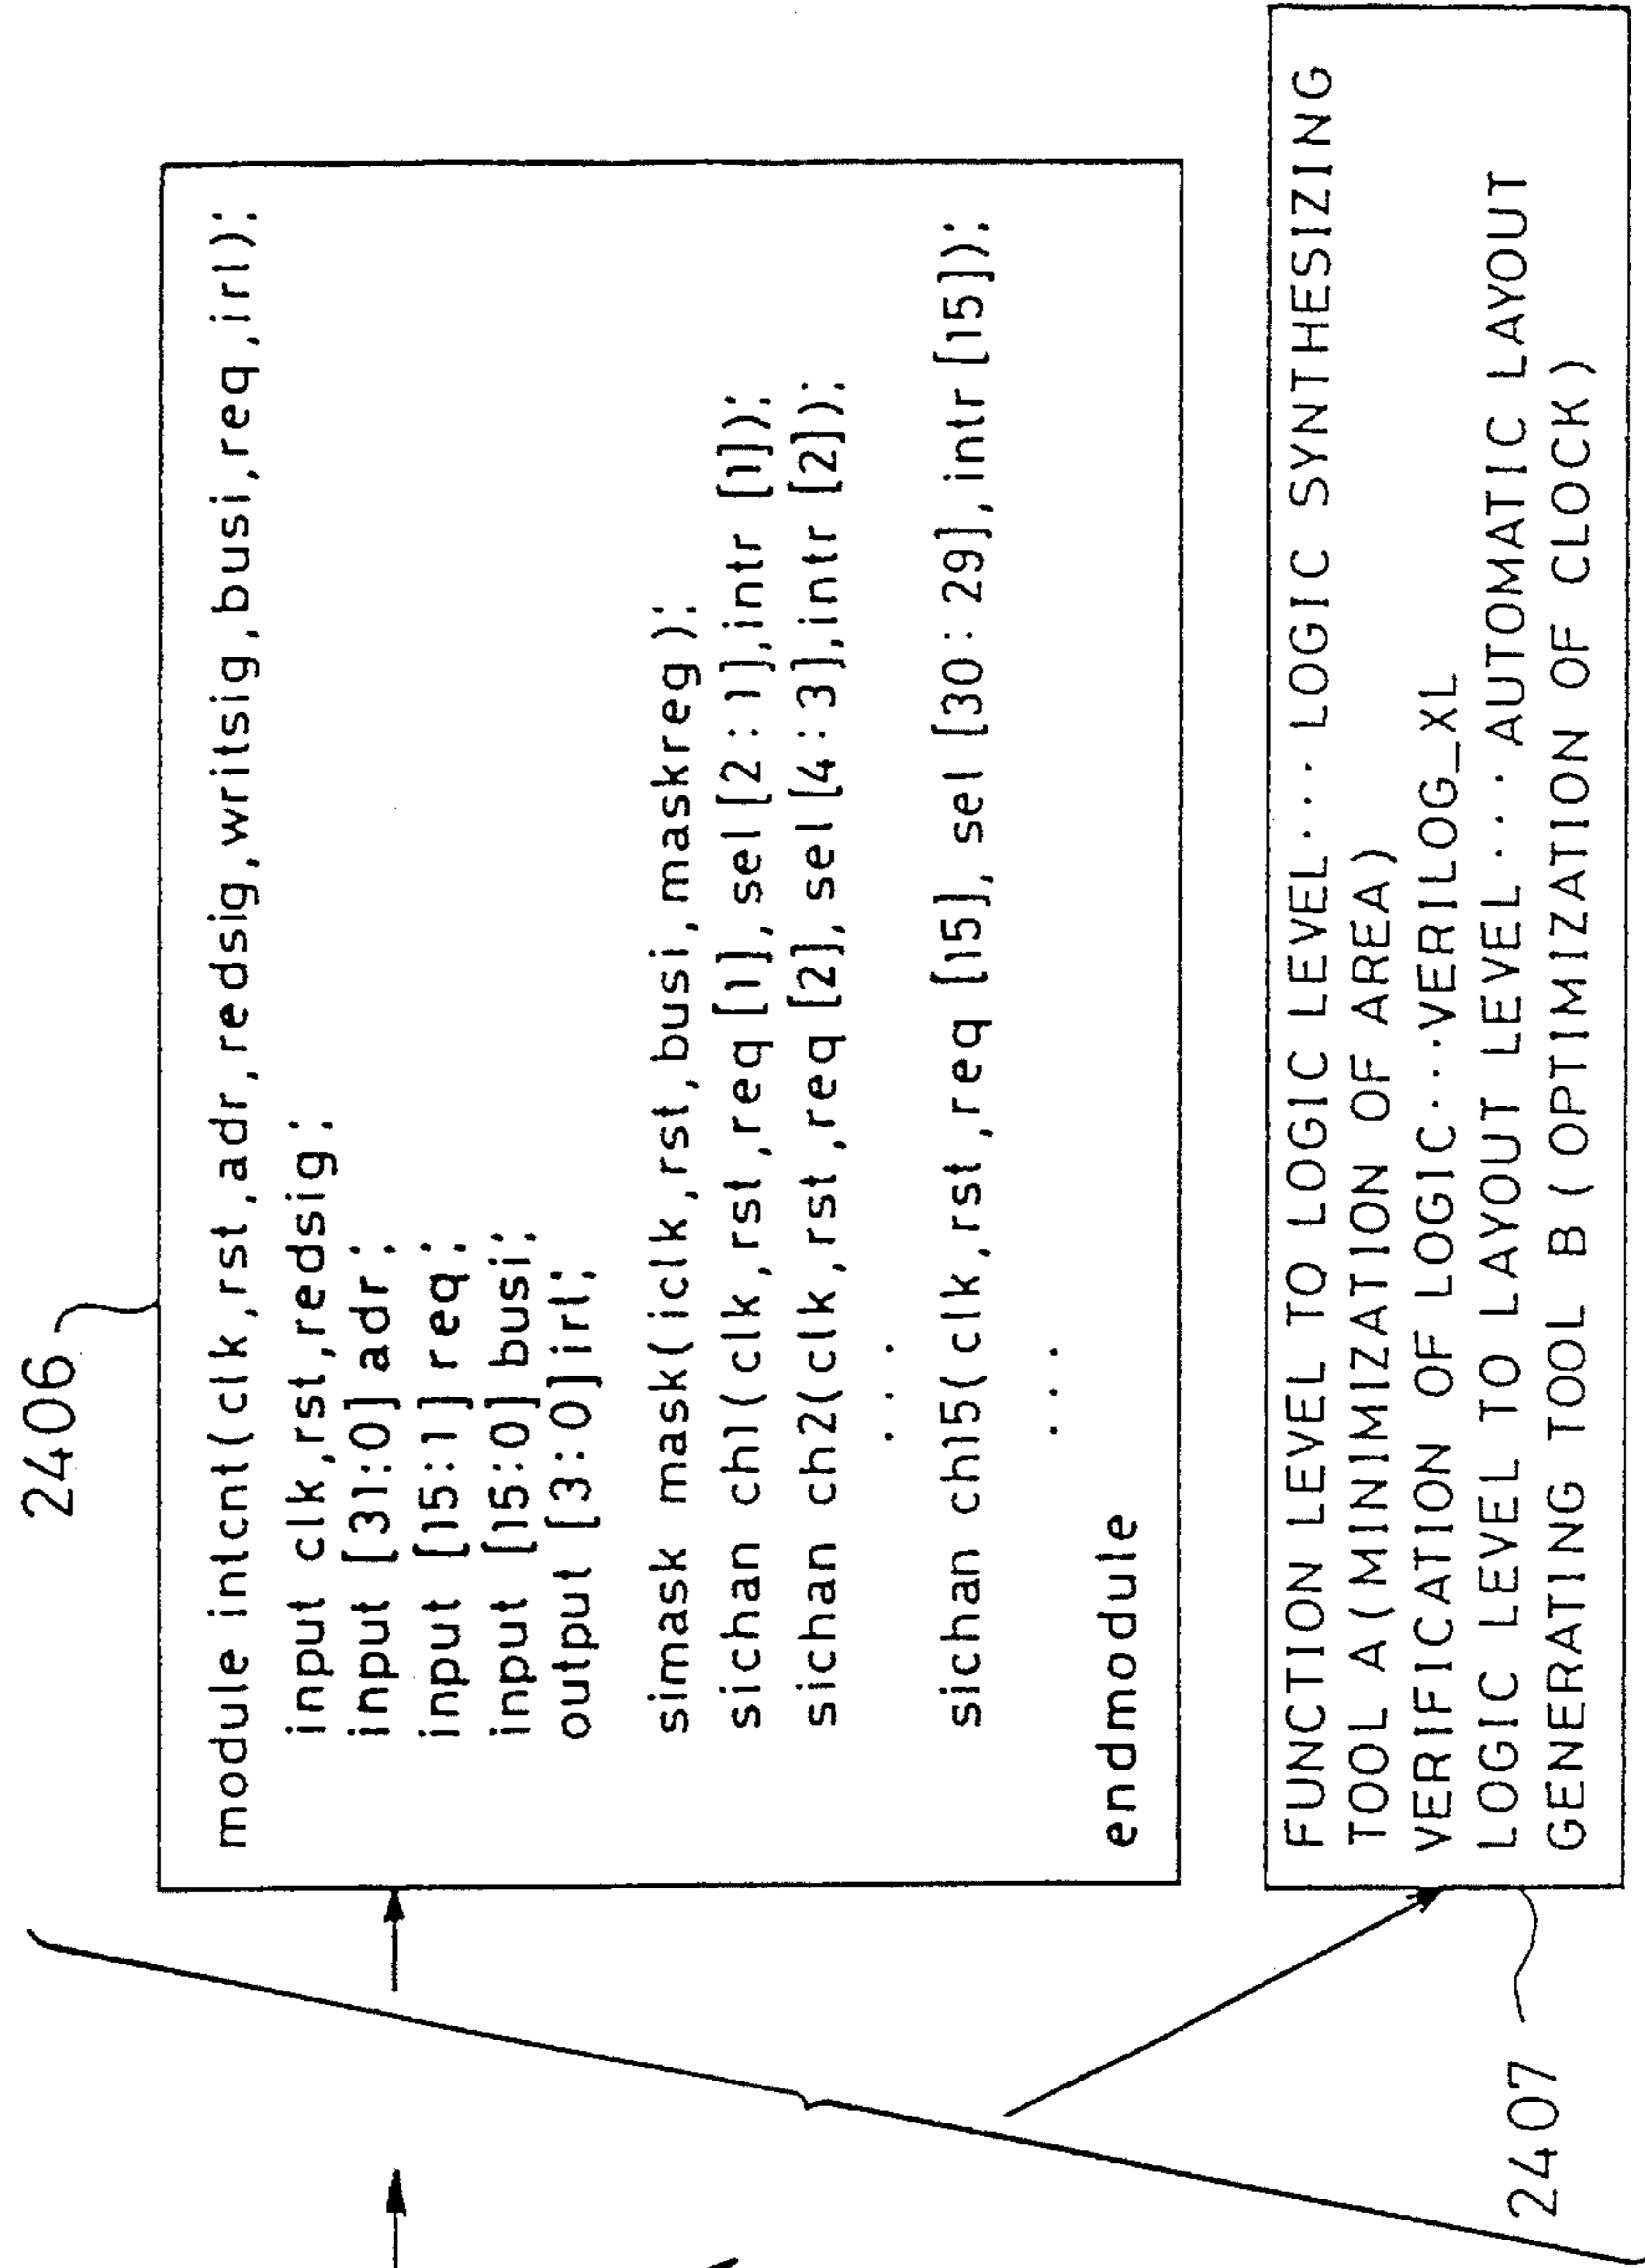 2406
module intcnt(clk,rst,adr,redsig,writsig,busi,req,irl);
input clk,rst,redsig;
input [31:0] adr;
input [15:1] req;
input [15:0] busi;
output [3:0] irl;
simask mask(iclk,rst,busi,maskreg);
sichan ch1(clk,rst,req [1], sel [2:1], intr [1]);
sichan ch2(clk,rst,req [2], sel [4:3], intr [2]);
...
sichan ch15(clk,rst,req [15], sel [30:29], intr [15]);
...
endmodule
FUNCTION LEVEL TO LOGIC LEVEL... LOGIC SYNTHESIZING
TOOL A (MINIMIZATION OF AREA)
VERIFICATION OF LOGIC...VERILOG_XL
LOGIC LEVEL TO LAYOUT LEVEL... AUTOMATIC LAYOUT
GENERATING TOOL B (OPTIMIZATION OF CLOCK)
2407